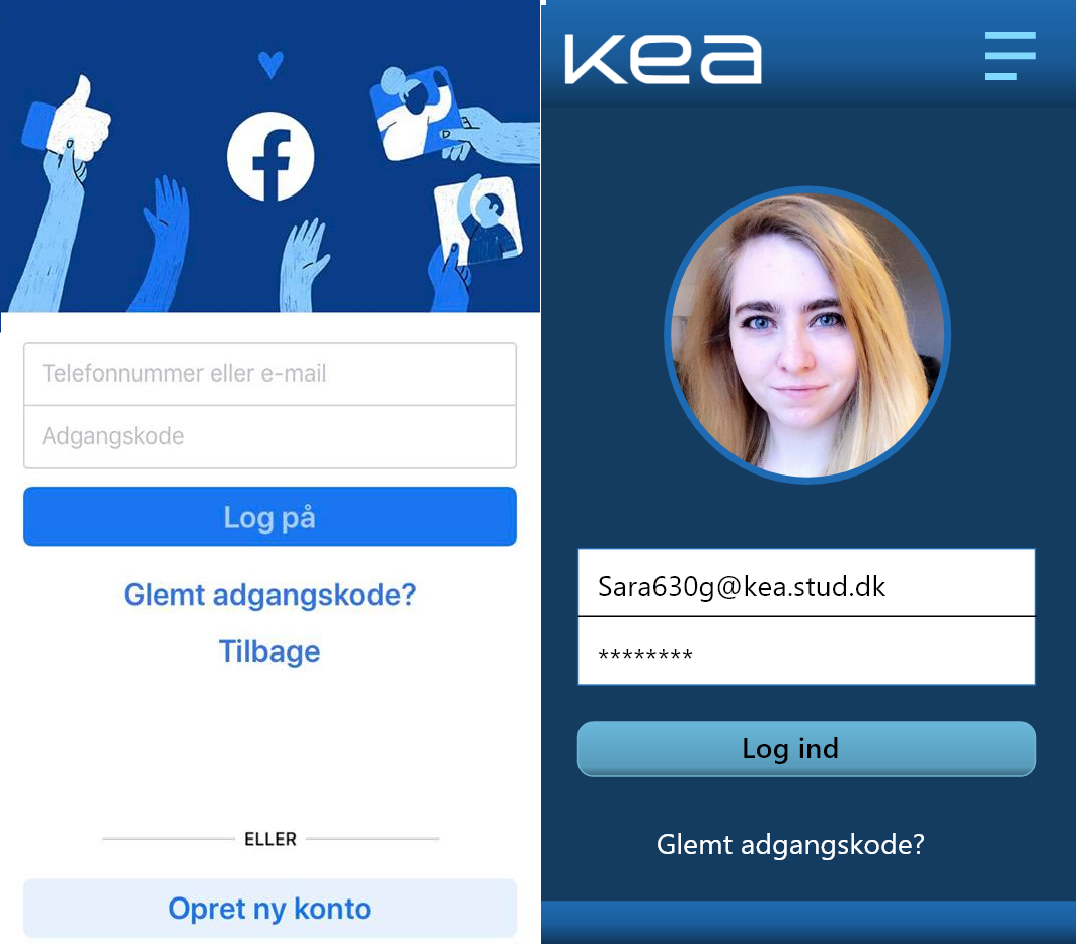 Telefonnummer eller e-mail
Adgangskode
Log på
Glemt adgangskode?
Tilbage
ELLER
Opret ny konto
kea
Sara630g@kea.stud.dk
********
Log ind
Glemt adgangskode?